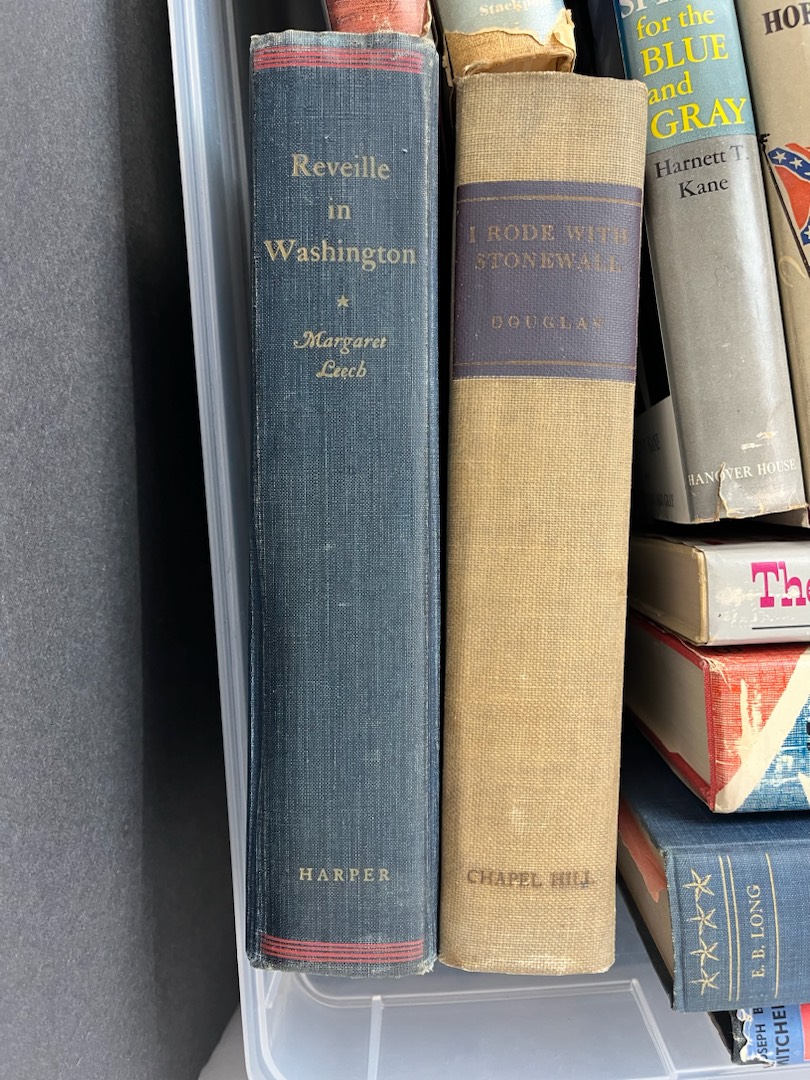 Reveille
in
Washington
Margaret
Leech
HARPER
I RODE WITH
STONEWALL
DOUGLAS
CHAPEL HILL
for the
BLUE
and
GRAY
Harnett T.
Kane
HANOVER HOUSE
The
E. B. LONG